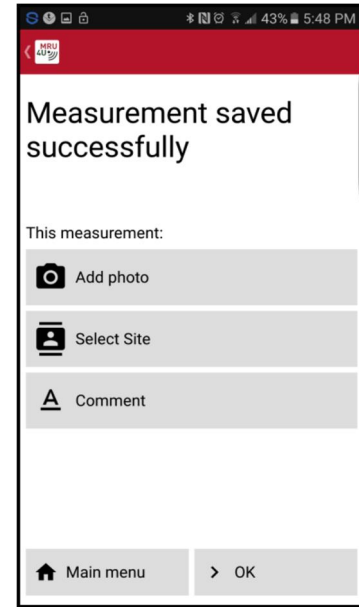 43% 5:48 PM
MRU
4U
Measurement saved
successfully
This measurement:
Add photo
Select Site
A Comment
Main menu
> OK